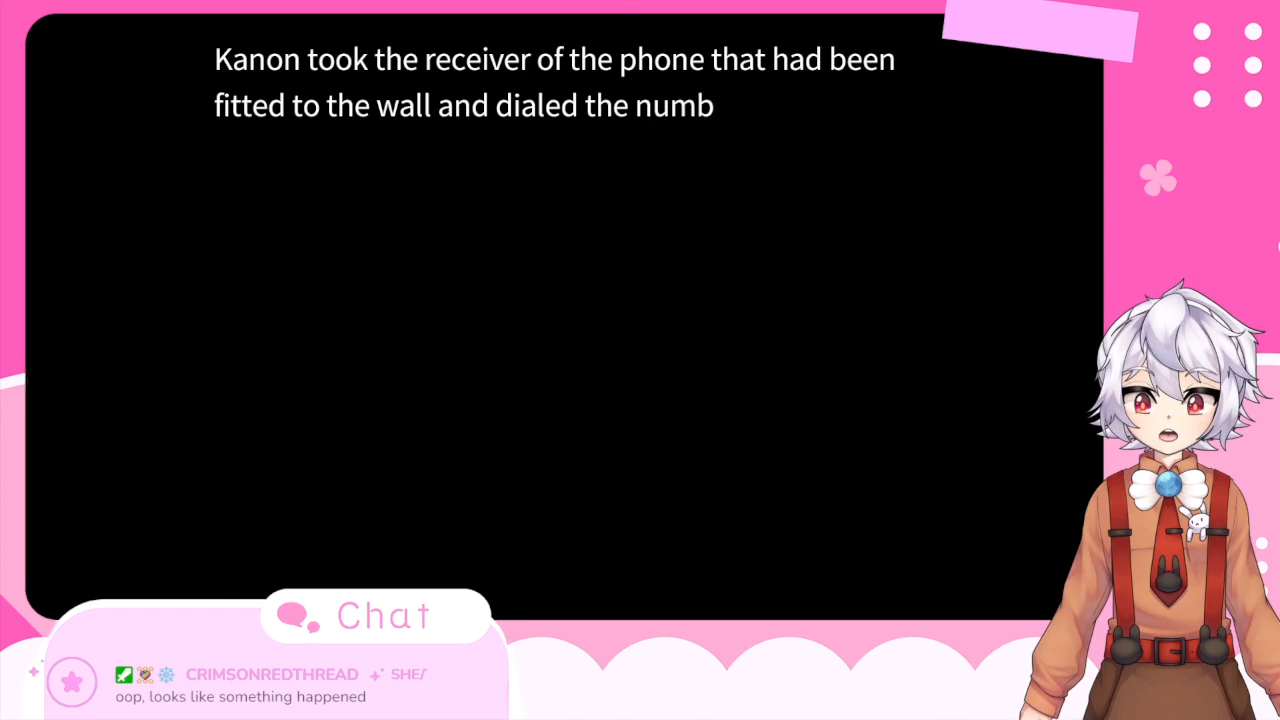 Kanon took the receiver of the phone that had been
fitted to the wall and dialed the numb
Chat
CRIMSONREDTHREAD SHE/
oop, looks like something happened